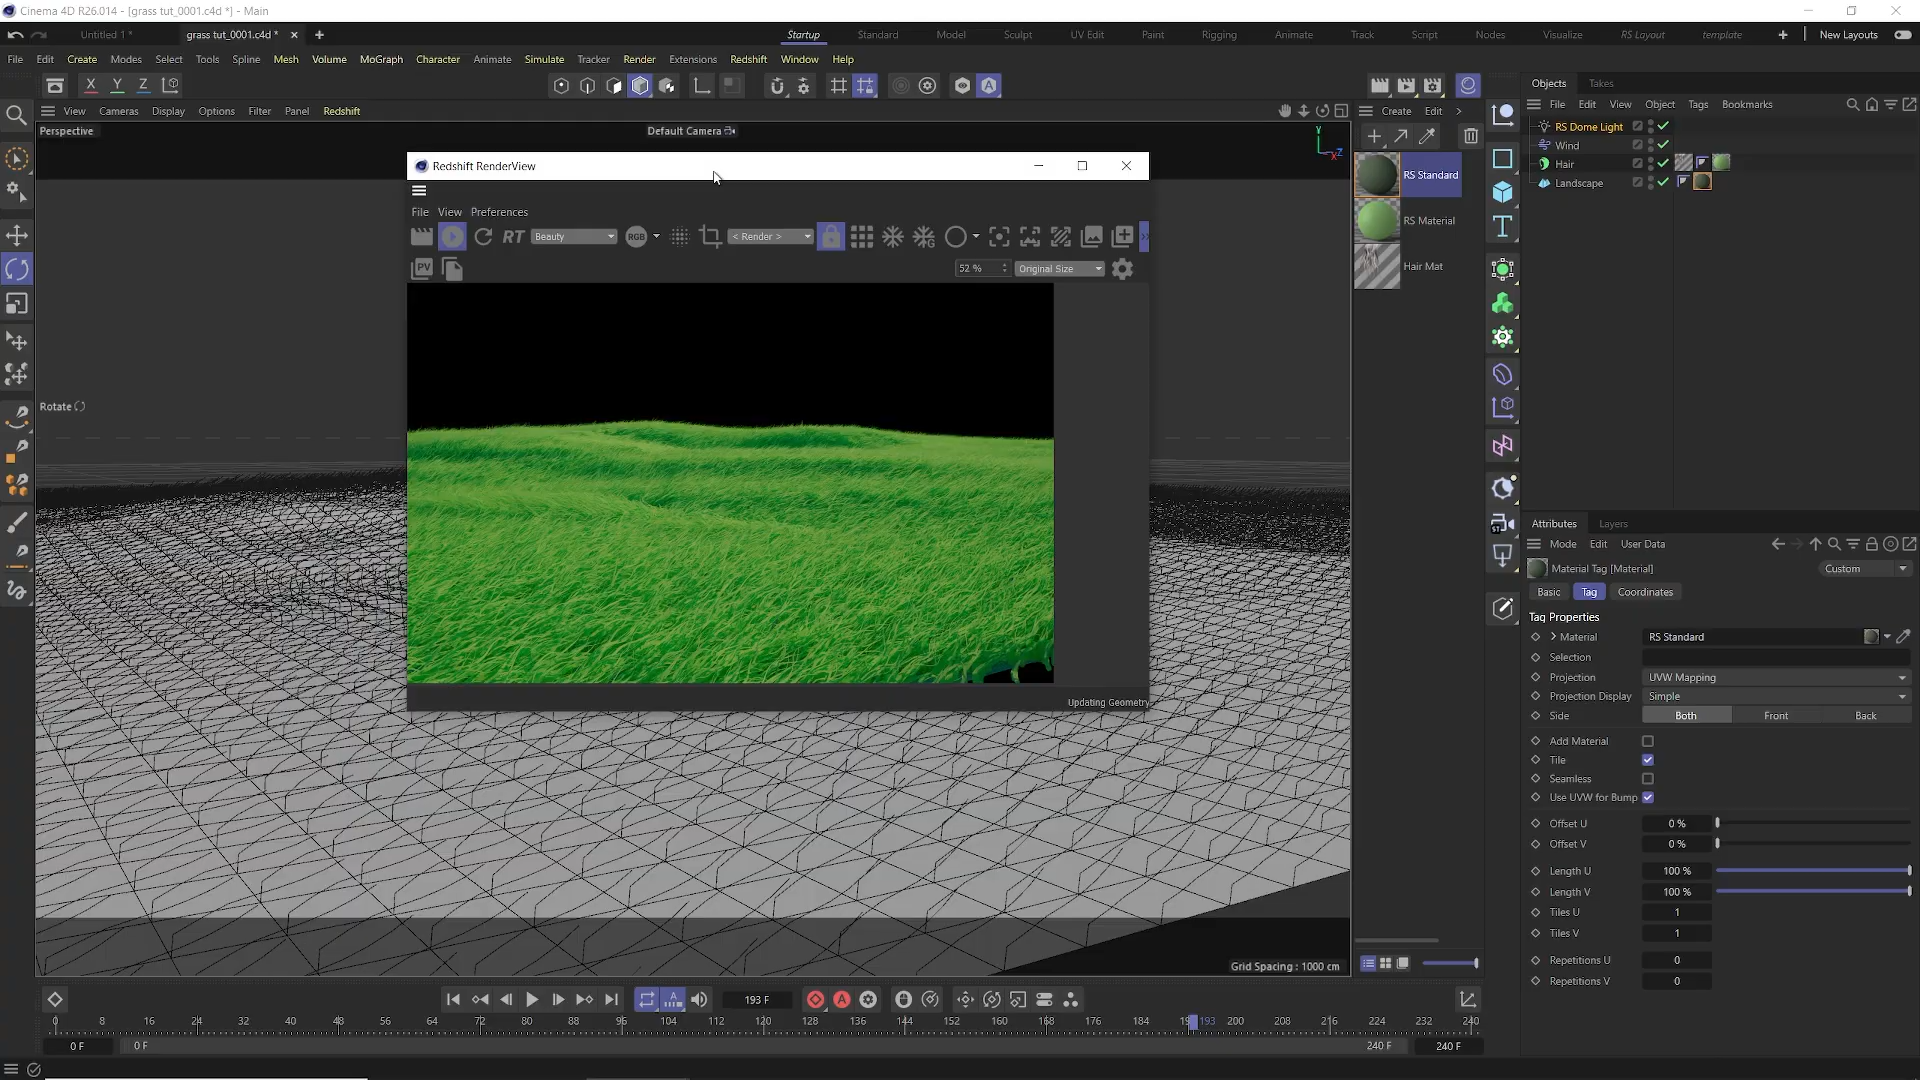 Cinema 4D R26.014 - [grass tut_0001.c4d *] - Main
Untitled 1 *
grass tut_0001.c4d *
Startup
Standard
Model
Sculpt
UV Edit
Paint
Rigging
Animate
Track
Script
Nodes
Visualize
RS Layout
template
New Layouts
File Edit Create Modes Select Tools Spline Mesh Volume MoGraph Character Animate Simulate Tracker Render Extensions Redshift Window Help
X Y Z
View Cameras Display Options Filter Panel Redshift
Perspective
Default Camera
Y
X
Z
Rotate
Redshift RenderView
File View Preferences
RT
Beauty
RGB
< Render >
PV
52 %
Original Size
Updating Geometry
Grid Spacing : 1000 cm
Create Edit
RS Standard
RS Material
Hair Mat
Objects Takes
File Edit View Object Tags Bookmarks
RS Dome Light
Wind
Hair
Landscape
Attributes Layers
Mode Edit User Data
Material Tag [Material]
Custom
Basic Tag Coordinates
Tag Properties
Material RS Standard
Selection
Projection UVW Mapping
Projection Display Simple
Side Both Front Back
Add Material
Tile
Seamless
Use UVW for Bump
Offset U 0 %
Offset V 0 %
Length U 100 %
Length V 100 %
Tiles U 1
Tiles V 1
Repetitions U 0
Repetitions V 0
193 F
0 8 16 24 32 40 48 56 64 72 80 88 96 104 112 120 128 136 144 152 160 168 176 184 193 200 208 216 224 232 240
0 F
0 F
240 F
240 F